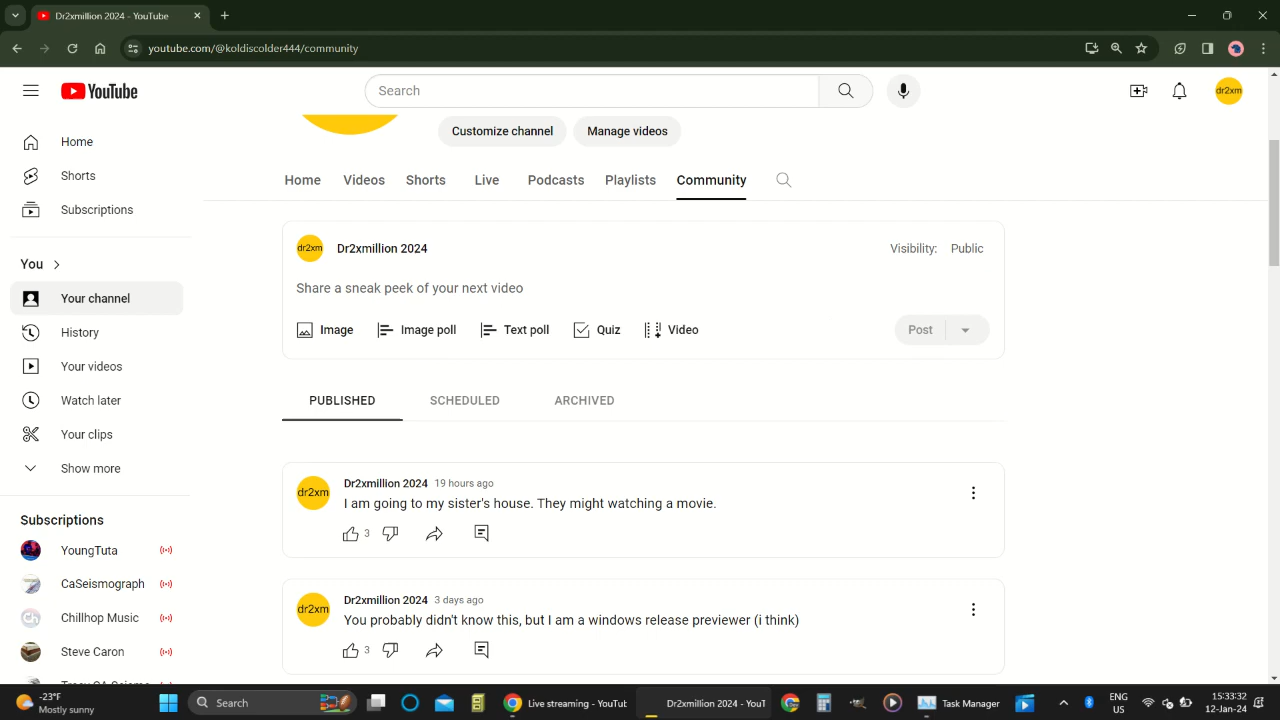 Dr2xmillion 2024 - YouTube
youtube.com/@koldiscolder444/community
YouTube
Search
dr2xm
Customize channel
Manage videos
Home
Shorts
Subscriptions
You
Your channel
History
Your videos
Watch later
Your clips
Show more
Subscriptions
YoungTuta
CaSeismograph
Chillhop Music
Steve Caron
Home Videos Shorts Live Podcasts Playlists Community
dr2xm
Dr2xmillion 2024
Visibility: Public
Share a sneak peek of your next video
Image
Image poll
Text poll
Quiz
Video
Post
PUBLISHED SCHEDULED ARCHIVED
dr2xm
Dr2xmillion 2024 19 hours ago
I am going to my sister's house. They might watching a movie.
3
dr2xm
Dr2xmillion 2024 3 days ago
You probably didn't know this, but I am a windows release previewer (i think)
3
-23°F
Mostly sunny
Search
Live streaming - YouTub
Dr2xmillion 2024 - YouT
Task Manager
ENG
US
15:33:32
12-Jan-24